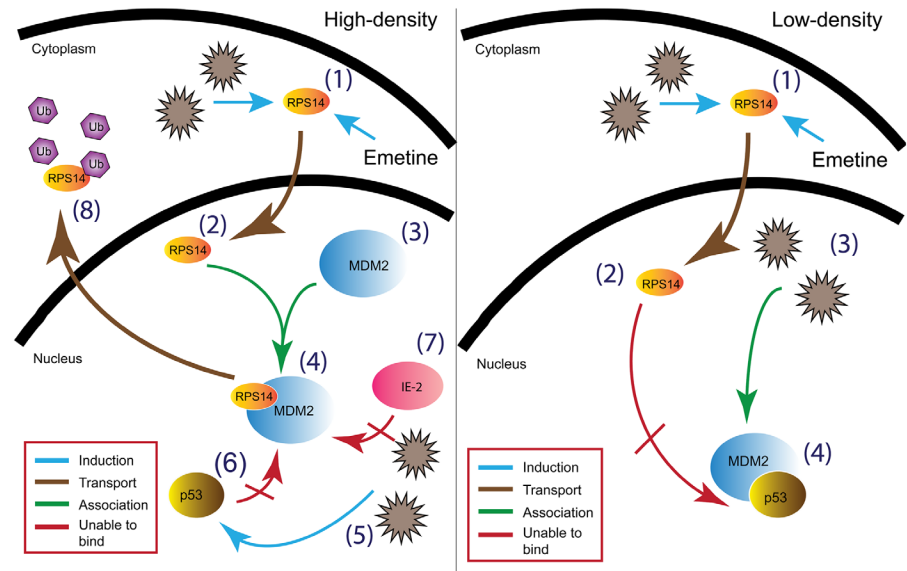 High-density
Cytoplasm
(1)
RPS14
Emetine
Ub
Ub
Ub
Ub
RPS14
(8)
(2)
RPS14
(3)
MDM2
Nucleus
(4)
RPS14
MDM2
(7)
IE-2
(6)
p53
(5)
Induction
Transport
Association
Unable to
bind
Low-density
Cytoplasm
(1)
RPS14
Emetine
(2)
RPS14
(3)
Nucleus
MDM2
(4)
p53
Induction
Transport
Association
Unable to
bind